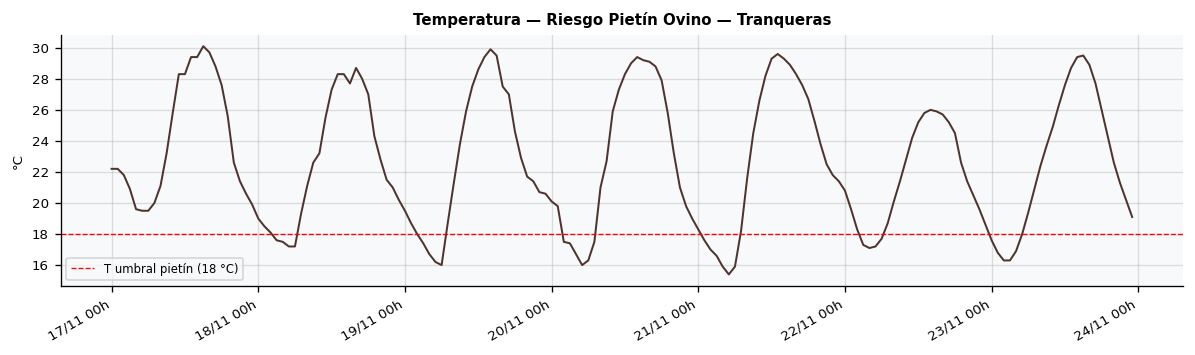 Temperatura — Riesgo Pietín Ovino — Tranqueras
°C
30
28
26
24
22
20
18
16
T umbral pietín (18 °C)
17/11 00h
18/11 00h
19/11 00h
20/11 00h
21/11 00h
22/11 00h
23/11 00h
24/11 00h